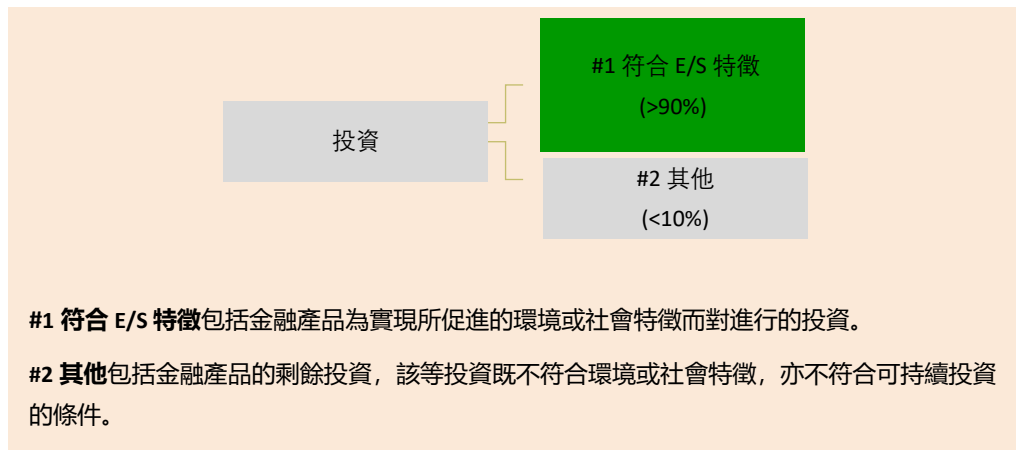 #1 符合 E/S 特徵
(>90%)
投資
#2 其他
(<10%)
#1 符合 E/S 特徵包括金融產品為實現所促進的環境或社會特徵而對進行的投資。
#2 其他包括金融產品的剩餘投資，該等投資既不符合環境或社會特徵，亦不符合可持續投資
的條件。